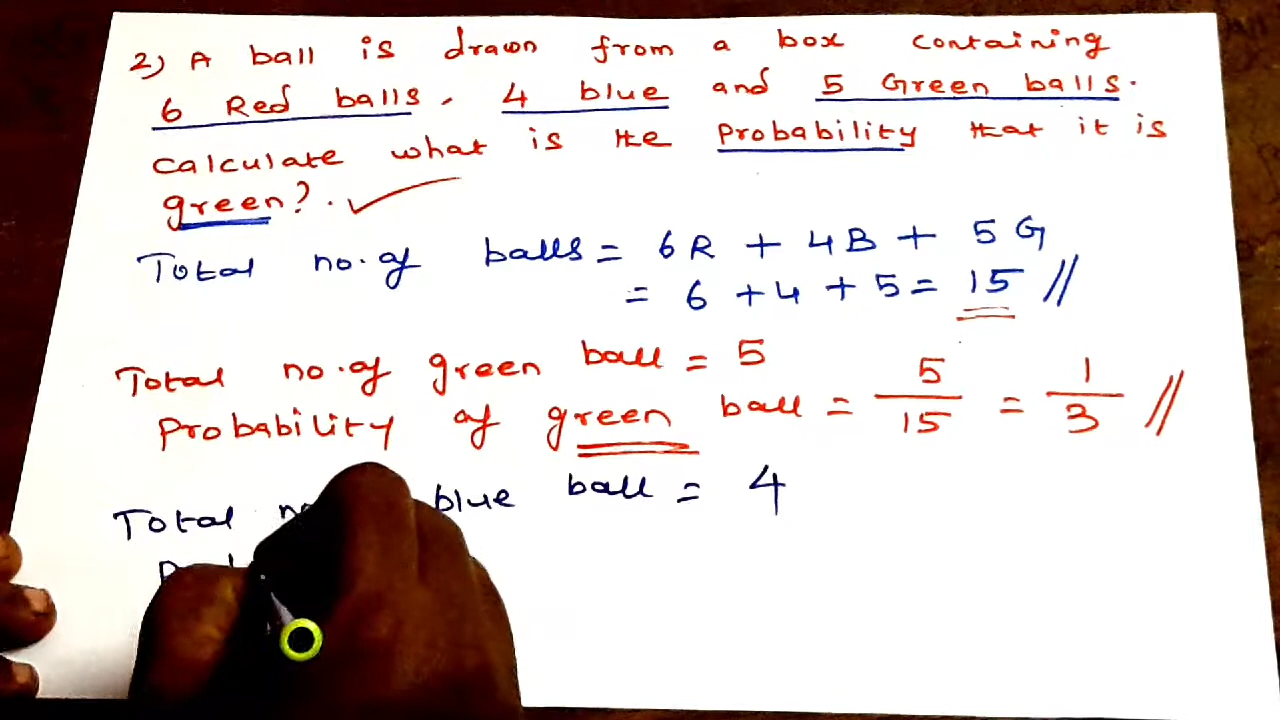 2) A ball is drawn from a box containing
6 Red balls, 4 blue and 5 Green balls.
Calculate what is the Probability that it is
green?.
Total no. of balls = 6R + 4B + 5G
= 6 + 4 + 5 = 15 //
Total no. of green ball = 5
Probability of green ball = 5/15 = 1/3 //
Total blue ball = 4